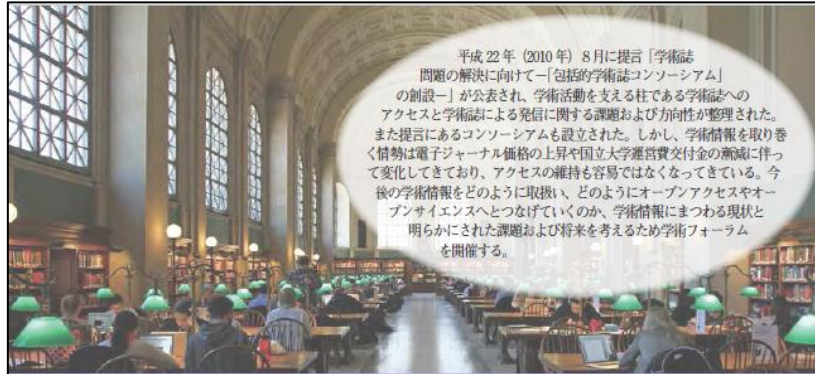 平成 22 年（2010 年）8月に提言「学術誌
問題の解決に向けて－「包括的学術誌コンソーシアム」
の創設－」が公表され、学術活動を支える柱である学術誌への
アクセスと学術誌による発信に関する課題および方向性が整理された。
また提言にあるコンソーシアムも設立された。しかし、学術情報を取り巻
く情勢は電子ジャーナル価格の上昇や国立大学運営費交付金の漸減に伴っ
て変化してきており、アクセスの維持も容易ではなくなってきている。今
後の学術情報をどのように取扱い、どのようにオープンアクセスやオー
プンサイエンスへとつなげていくのか、学術情報にまつわる現状と
明らかにされた課題および将来を考えるため学術フォーラム
を開催する。